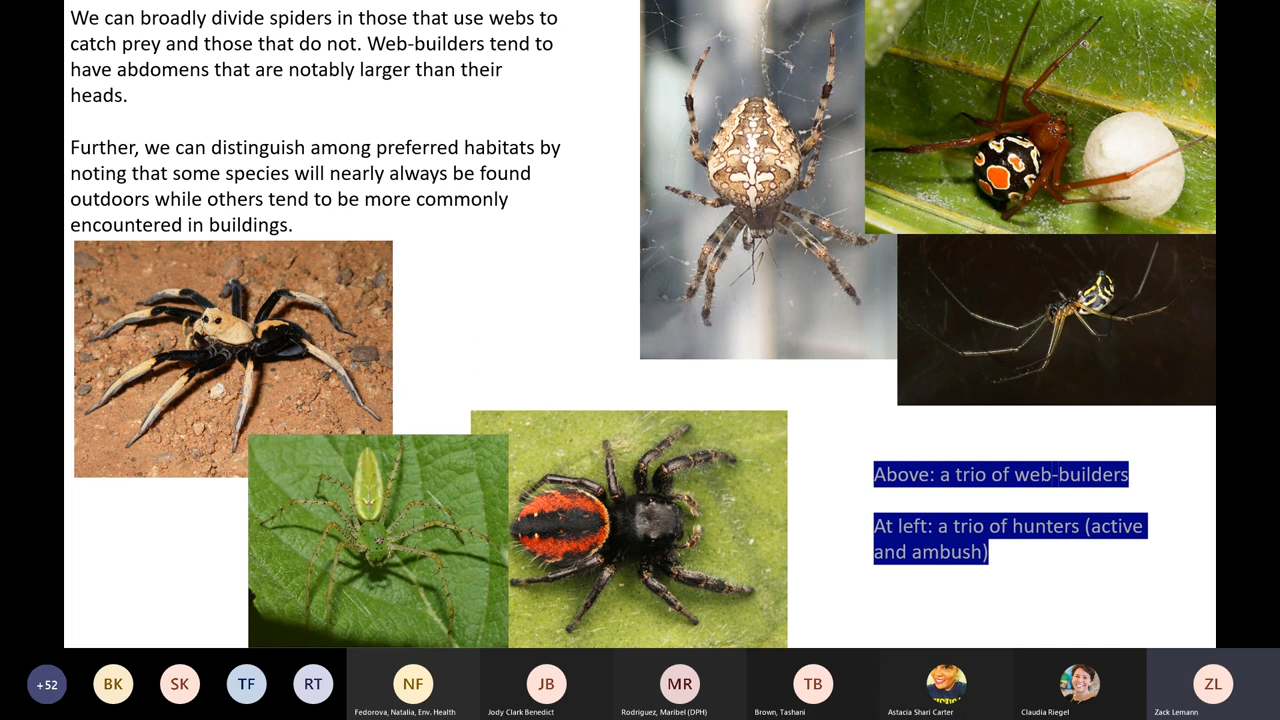 We can broadly divide spiders in those that use webs to
catch prey and those that do not. Web-builders tend to
have abdomens that are notably larger than their
heads.
Further, we can distinguish among preferred habitats by
noting that some species will nearly always be found
outdoors while others tend to be more commonly
encountered in buildings.
Above: a trio of web-builders
At left: a trio of hunters (active
and ambush)
+52
BK
SK
TF
RT
NF
JB
MR
TB
ZL
Fedorova, Natalia, Env. Health
Jody Clark Benedict
Rodriguez, Maribel (DPH)
Brown, Tashani
Astacia Shari Carter
Claudia Riegel
Zack Lemann